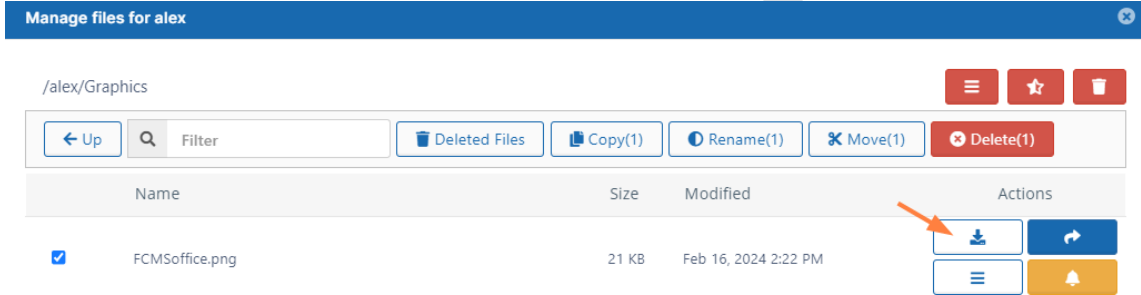 Manage files for alex
/alex/Graphics
Up Filter Deleted Files Copy(1) Rename(1) Move(1) Delete(1)
Name Size Modified Actions
FCMSoffice.png 21 KB Feb 16, 2024 2:22 PM